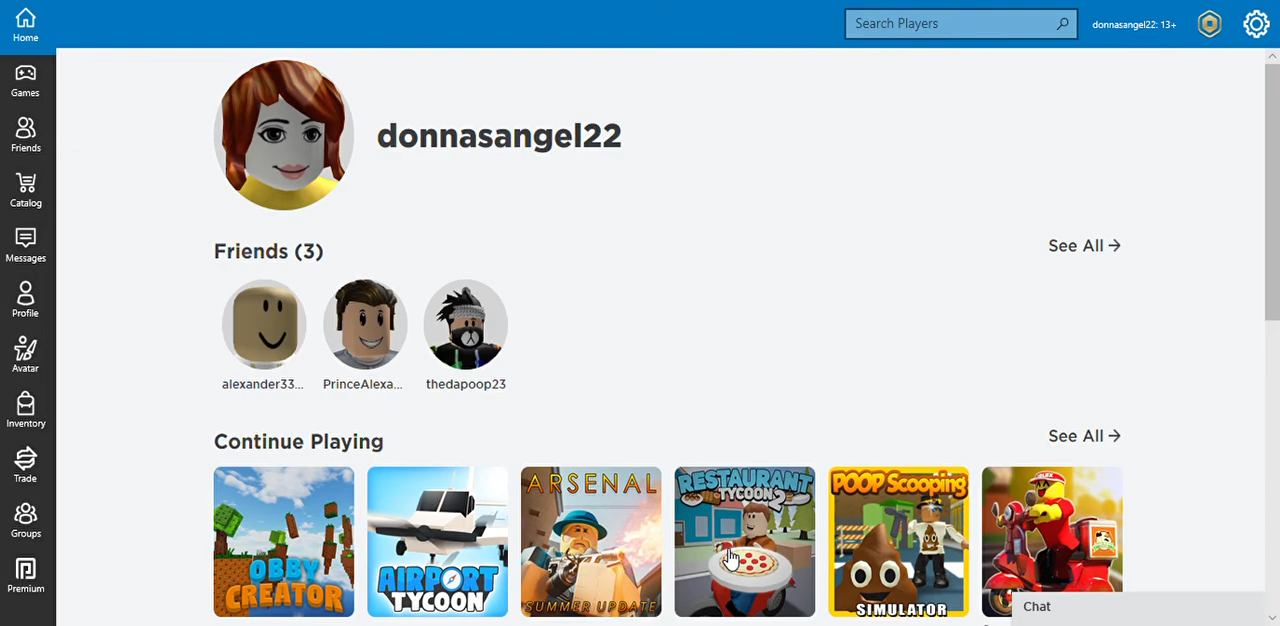 Home
Search Players
donnasangel22: 13+
Games
Friends
Catalog
Messages
Profile
Avatar
Inventory
Trade
Groups
Premium
donnasangel22
Friends (3)
See All
alexander33...
PrinceAlexa...
thedapoop23
Continue Playing
See All
OBBY
CREATOR
AIRPORT
TYCOON
ARSENAL
SUMMER UPDATE
RESTAURANT
TYCOON 2
POOP Scooping
SIMULATOR
Chat